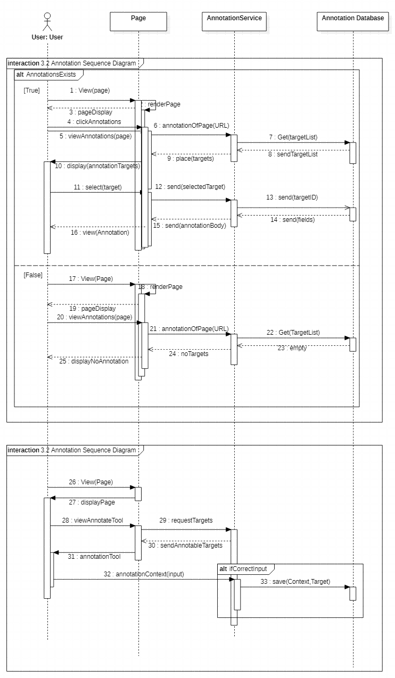 Page
AnnotationService
Annotation Database
User: User
interaction 3.2 Annotation Sequence Diagram
alt AnnotationsExists
[True]
1 : View(page)
renderPage
3 : pageDisplay
4 : clickAnnotations
5 : viewAnnotations(page)
6 : annotationOfPage(URL)
7 : Get(targetList)
8 : sendTargetList
9 : place(targets)
10 : display(annotationTargets)
11 : select(target)
12 : send(selectedTarget)
13 : send(targetID)
14 : send(fields)
15 : send(annotationBody)
16 : view(Annotation)
[False]
17 : View(Page)
18 : renderPage
19 : pageDisplay
20 : viewAnnotations(page)
21 : annotationOfPage(URL)
22 : Get(TargetList)
23 : empty
24 : noTargets
25 : displayNoAnnotation
interaction 3.2 Annotation Sequence Diagram
26 : View(Page)
27 : displayPage
28 : viewAnnotateTool
29 : requestTargets
30 : sendAnnotableTargets
31 : annotationTool
alt ifCorrectInput
32 : annotationContext(input)
33 : save(Context,Target)